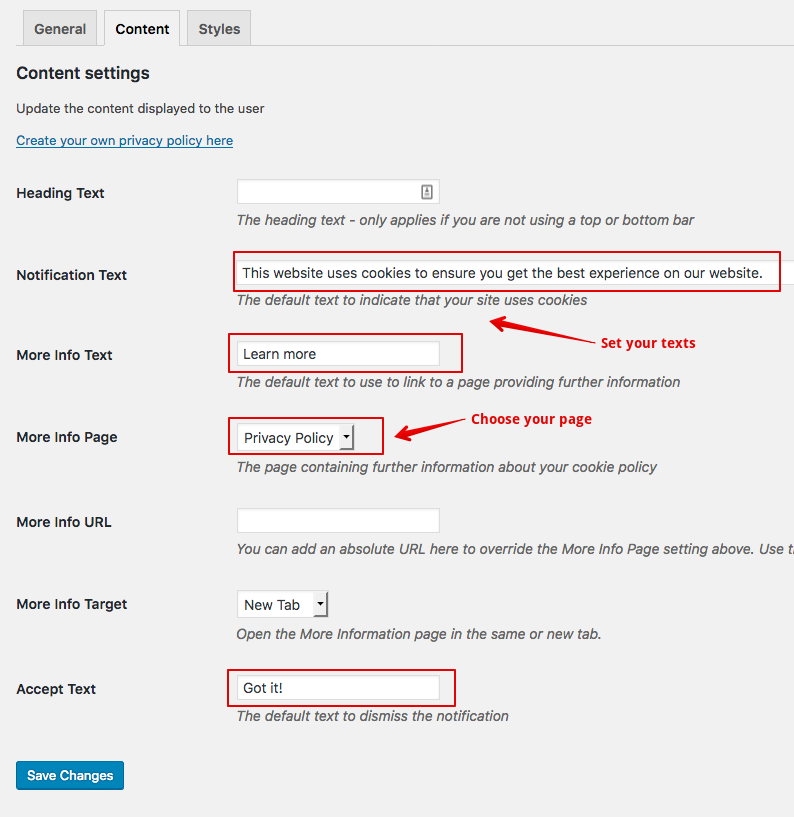 General Content Styles
Content settings
Update the content displayed to the user
Create your own privacy policy here
Heading Text
The heading text - only applies if you are not using a top or bottom bar
Notification Text This website uses cookies to ensure you get the best experience on our website.
The default text to indicate that your site uses cookies
Set your texts
More Info Text Learn more
The default text to use to link to a page providing further information
Choose your page
More Info Page Privacy Policy
The page containing further information about your cookie policy
More Info URL
You can add an absolute URL here to override the More Info Page setting above. Use
More Info Target New Tab
Open the More Information page in the same or new tab.
Accept Text Got it!
The default text to dismiss the notification
Save Changes